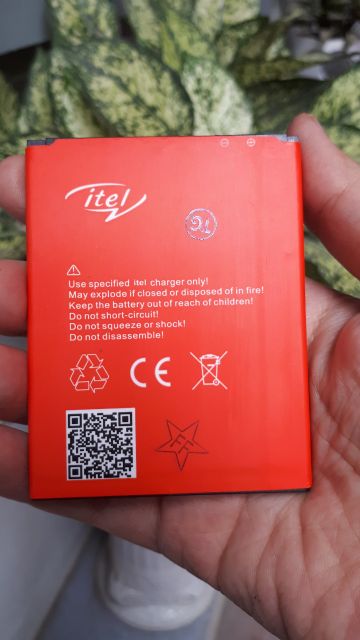 itel
Use specified itel charger only!
May explode if closed or disposed of in fire!
Keep the battery out of reach of children!
Do not short-circuit!
Do not squeeze or shock!
Do not disassemble!
CE